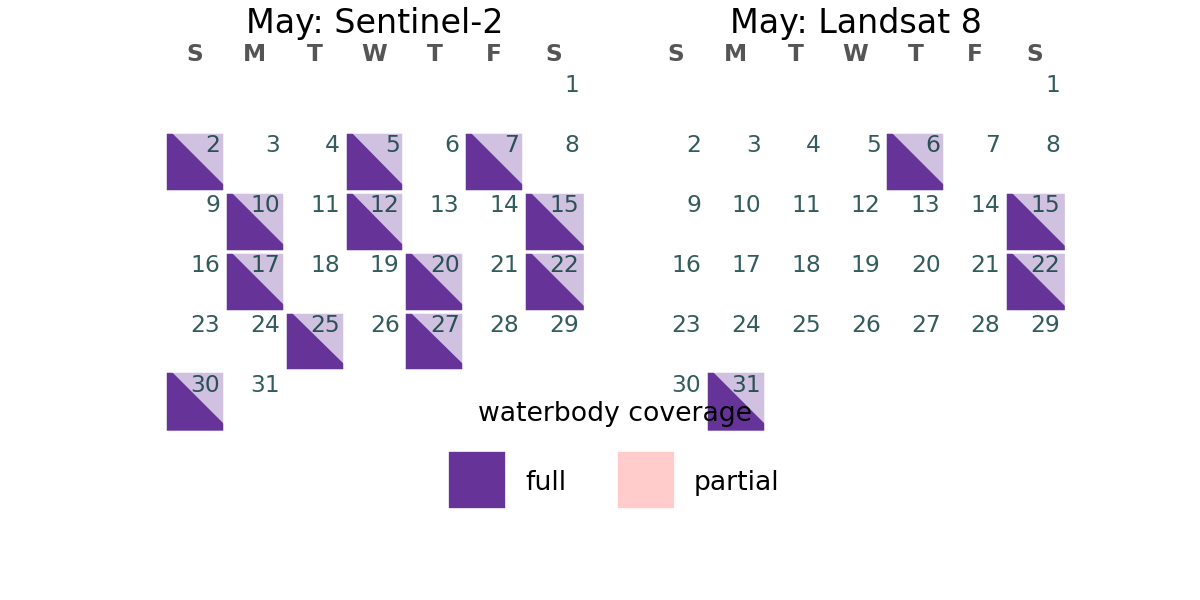 May: Sentinel-2
S M T W T F S
1
2 3 4 5 6 7 8
9 10 11 12 13 14 15
16 17 18 19 20 21 22
23 24 25 26 27 28 29
30 31
May: Landsat 8
S M T W T F S
1
2 3 4 5 6 7 8
9 10 11 12 13 14 15
16 17 18 19 20 21 22
23 24 25 26 27 28 29
30 31
waterbody coverage
full partial